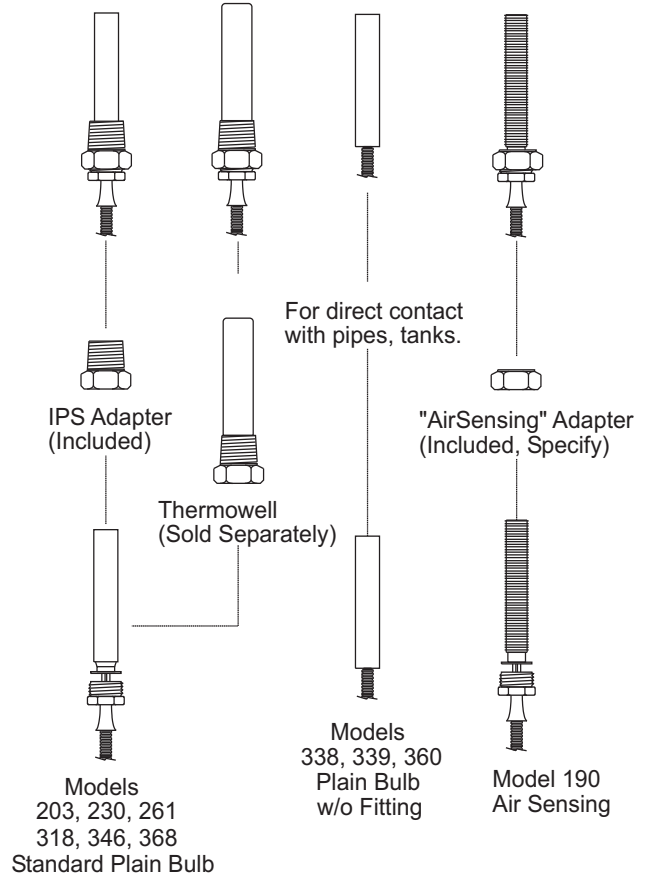 For direct contact
with pipes, tanks.
IPS Adapter
(Included)
"AirSensing" Adapter
(Included, Specify)
Thermowell
(Sold Separately)
Models
203, 230, 261
318, 346, 368
Standard Plain Bulb
Models
338, 339, 360
Plain Bulb
w/o Fitting
Model 190
Air Sensing